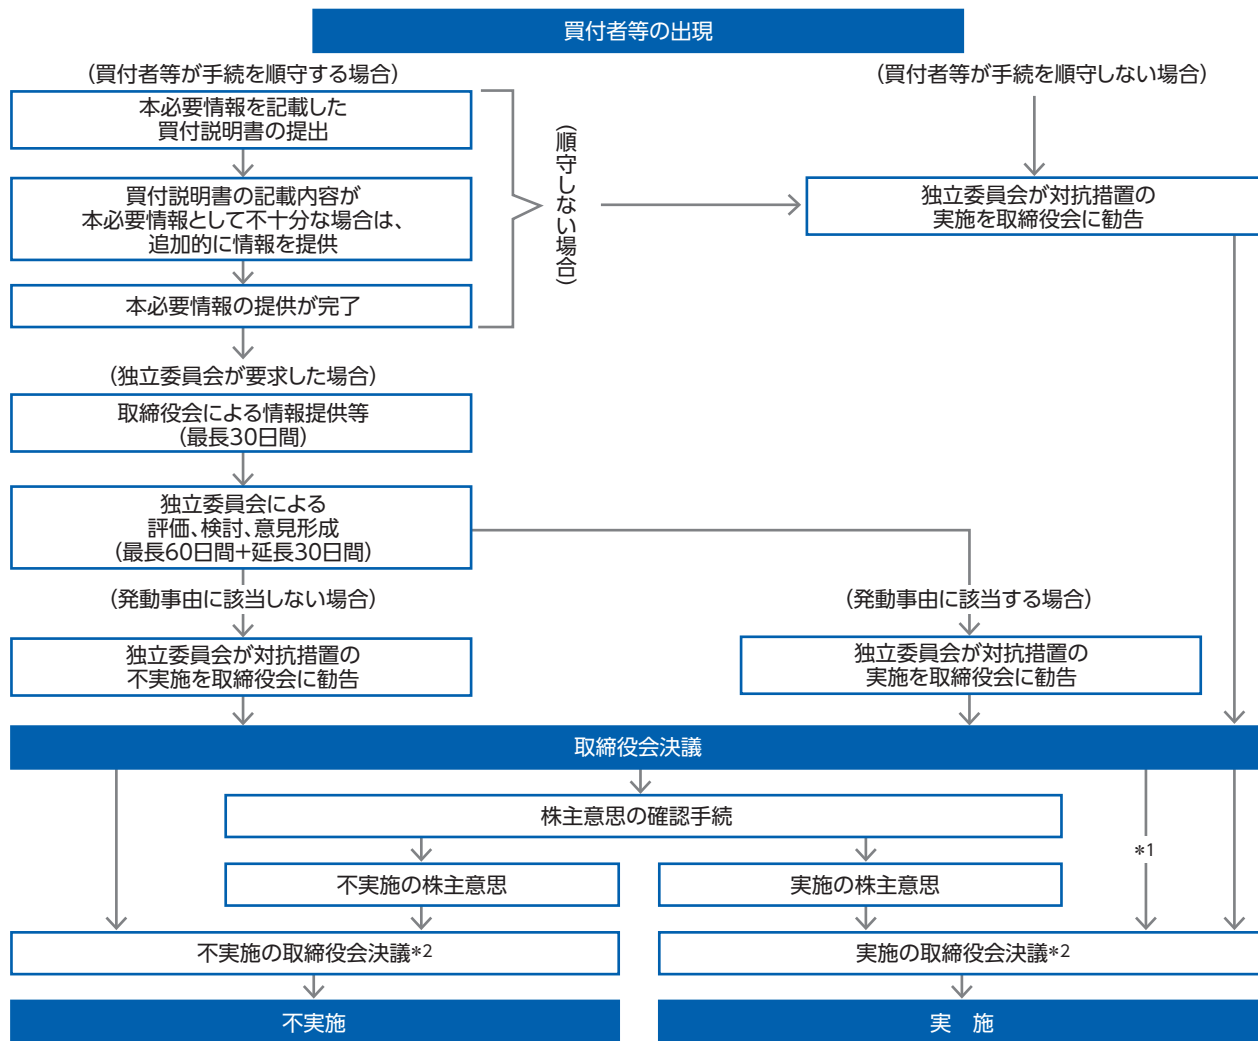 買付者等の出現
(買付者等が手続を順守する場合)
(買付者等が手続を順守しない場合)
本必要情報を記載した
買付説明書の提出
(順守しない場合)
買付説明書の記載内容が
本必要情報として不十分な場合は、
追加的に情報を提供
独立委員会が対抗措置の
実施を取締役会に勧告
本必要情報の提供が完了
(独立委員会が要求した場合)
取締役会による情報提供等
(最長30日間)
独立委員会による
評価、検討、意見形成
(最長60日間+延長30日間)
(発動事由に該当しない場合)
(発動事由に該当する場合)
独立委員会が対抗措置の
不実施を取締役会に勧告
独立委員会が対抗措置の
実施を取締役会に勧告
取締役会決議
株主意思の確認手続
*1
不実施の株主意思
実施の株主意思
不実施の取締役会決議*2
実施の取締役会決議*2
不実施
実　施